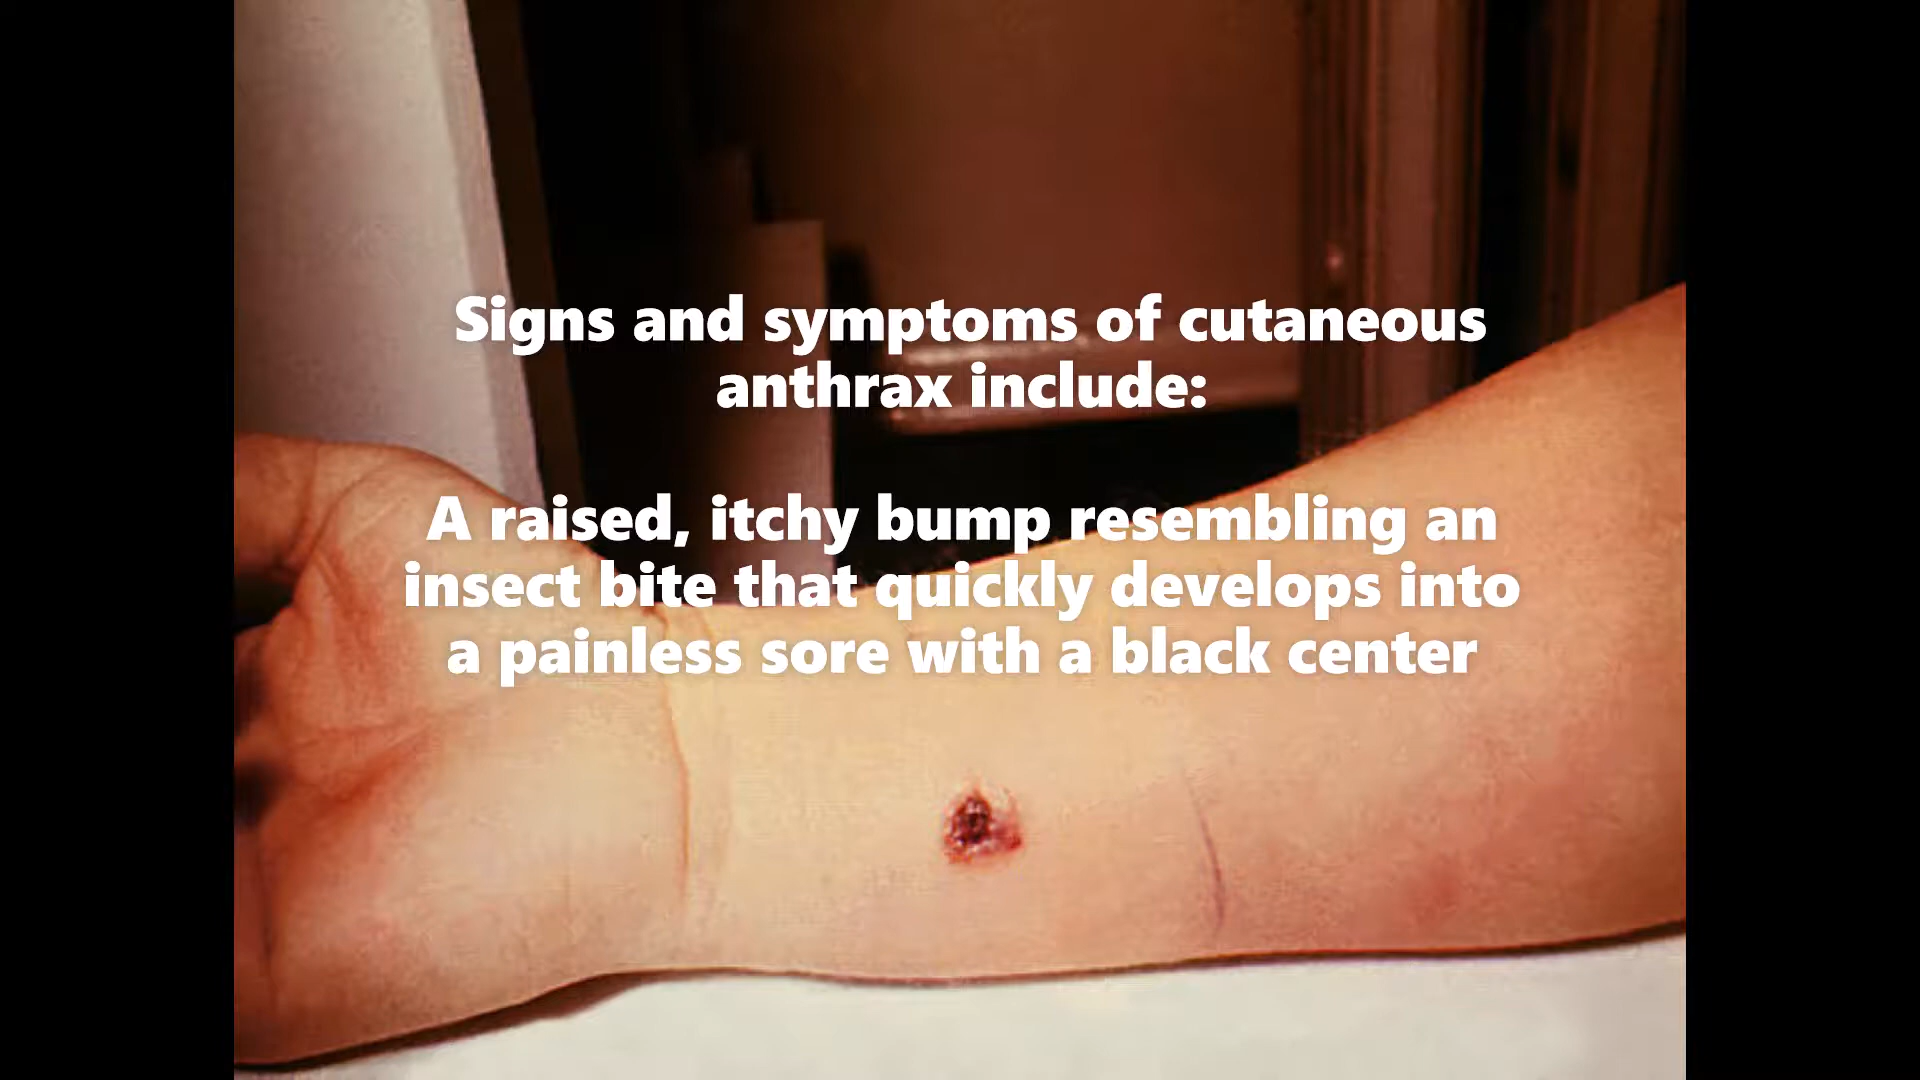 Signs and symptoms of cutaneous
anthrax include:
A raised, itchy bump resembling an
insect bite that quickly develops into
a painless sore with a black center